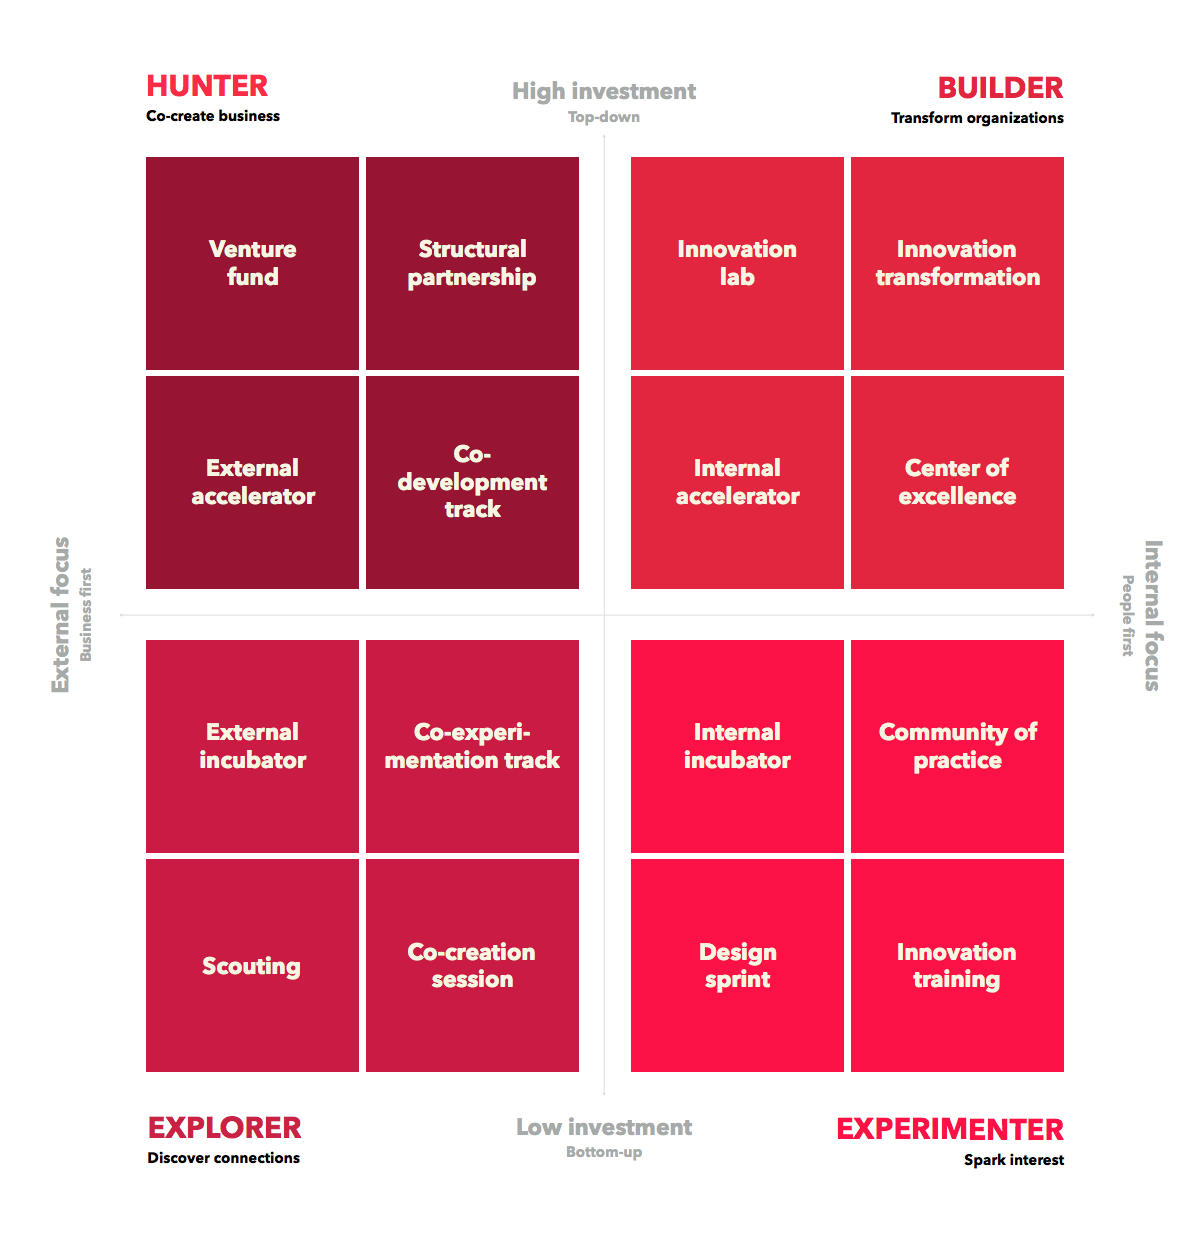 HUNTER
Co-create business
High investment
Top-down
BUILDER
Transform organizations
Venture
fund
Structural
partnership
Innovation
lab
Innovation
transformation
External
accelerator
Co-
development
track
Internal
accelerator
Center of
excellence
External focus
Business first
Internal focus
People first
External
incubator
Co-experi-
mentation track
Internal
incubator
Community of
practice
Scouting
Co-creation
session
Design
sprint
Innovation
training
EXPLORER
Discover connections
Low investment
Bottom-up
EXPERIMENTER
Spark interest